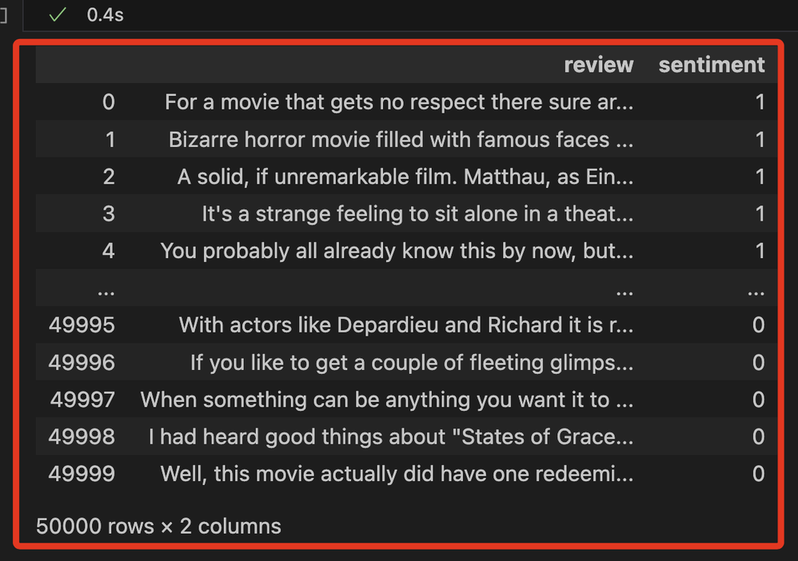 ] ✓ 0.4s
review sentiment
0 For a movie that gets no respect there sure ar... 1
1 Bizarre horror movie filled with famous faces ... 1
2 A solid, if unremarkable film. Matthau, as Ein... 1
3 It's a strange feeling to sit alone in a theat... 1
4 You probably all already know this by now, but... 1
... ... ...
49995 With actors like Depardieu and Richard it is r... 0
49996 If you like to get a couple of fleeting glimps... 0
49997 When something can be anything you want it to ... 0
49998 I had heard good things about "States of Grace... 0
49999 Well, this movie actually did have one redeemi... 0
50000 rows × 2 columns